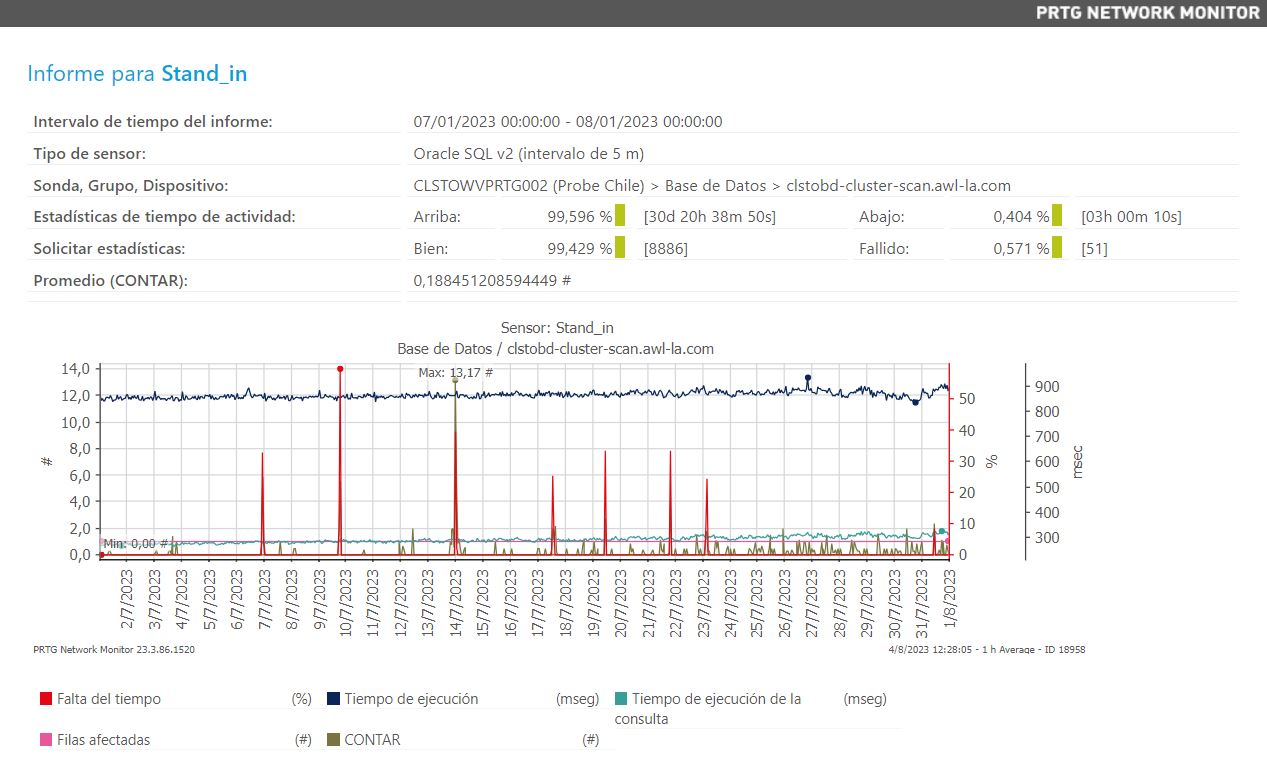 PRTG NETWORK MONITOR
Informe para Stand_in
Intervalo de tiempo del informe: 07/01/2023 00:00:00 - 08/01/2023 00:00:00
Tipo de sensor: Oracle SQL v2 (intervalo de 5 m)
Sonda, Grupo, Dispositivo: CLSTOWVPRTG002 (Probe Chile) > Base de Datos > clstobd-cluster-scan.awl-la.com
Estadísticas de tiempo de actividad: Arriba: 99,596 % [30d 20h 38m 50s] Abajo: 0,404 % [03h 00m 10s]
Solicitar estadísticas: Bien: 99,429 % [8886] Fallido: 0,571 % [51]
Promedio (CONTAR): 0,188451208594449 #
Sensor: Stand_in
Base de Datos / clstobd-cluster-scan.awl-la.com
Max: 13,17 #
14,0
12,0
10,0
8,0
6,0
4,0
2,0
0,0
#
Min: 0,00 #
50
40
30
20
10
0
%
900
800
700
600
500
400
300
msec
2/7/2023 3/7/2023 4/7/2023 5/7/2023 6/7/2023 7/7/2023 8/7/2023 9/7/2023 10/7/2023 11/7/2023 12/7/2023 13/7/2023 14/7/2023 15/7/2023 16/7/2023 17/7/2023 18/7/2023 19/7/2023 20/7/2023 21/7/2023 22/7/2023 23/7/2023 24/7/2023 25/7/2023 26/7/2023 27/7/2023 28/7/2023 29/7/2023 30/7/2023 31/7/2023 1/8/2023
PRTG Network Monitor 23.3.86.1520 4/8/2023 12:28:05 - 1 h Average - ID 18958
Falta del tiempo (%) Tiempo de ejecución (mseg) Tiempo de ejecución de la (mseg)
consulta
Filas afectadas (#) CONTAR (#)